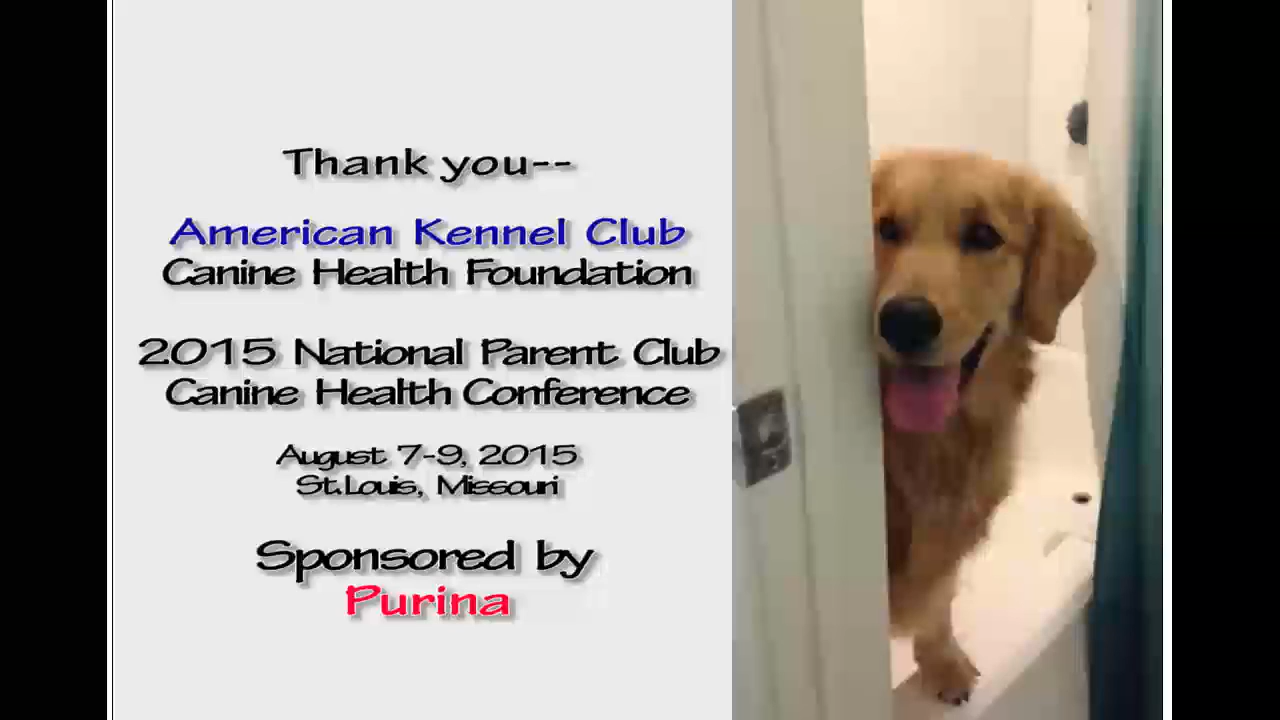 Thank you--
American Kennel Club
Canine Health Foundation
2015 National Parent Club
Canine Health Conference
August 7-9, 2015
St.Louis, Missouri
Sponsored by
Purina